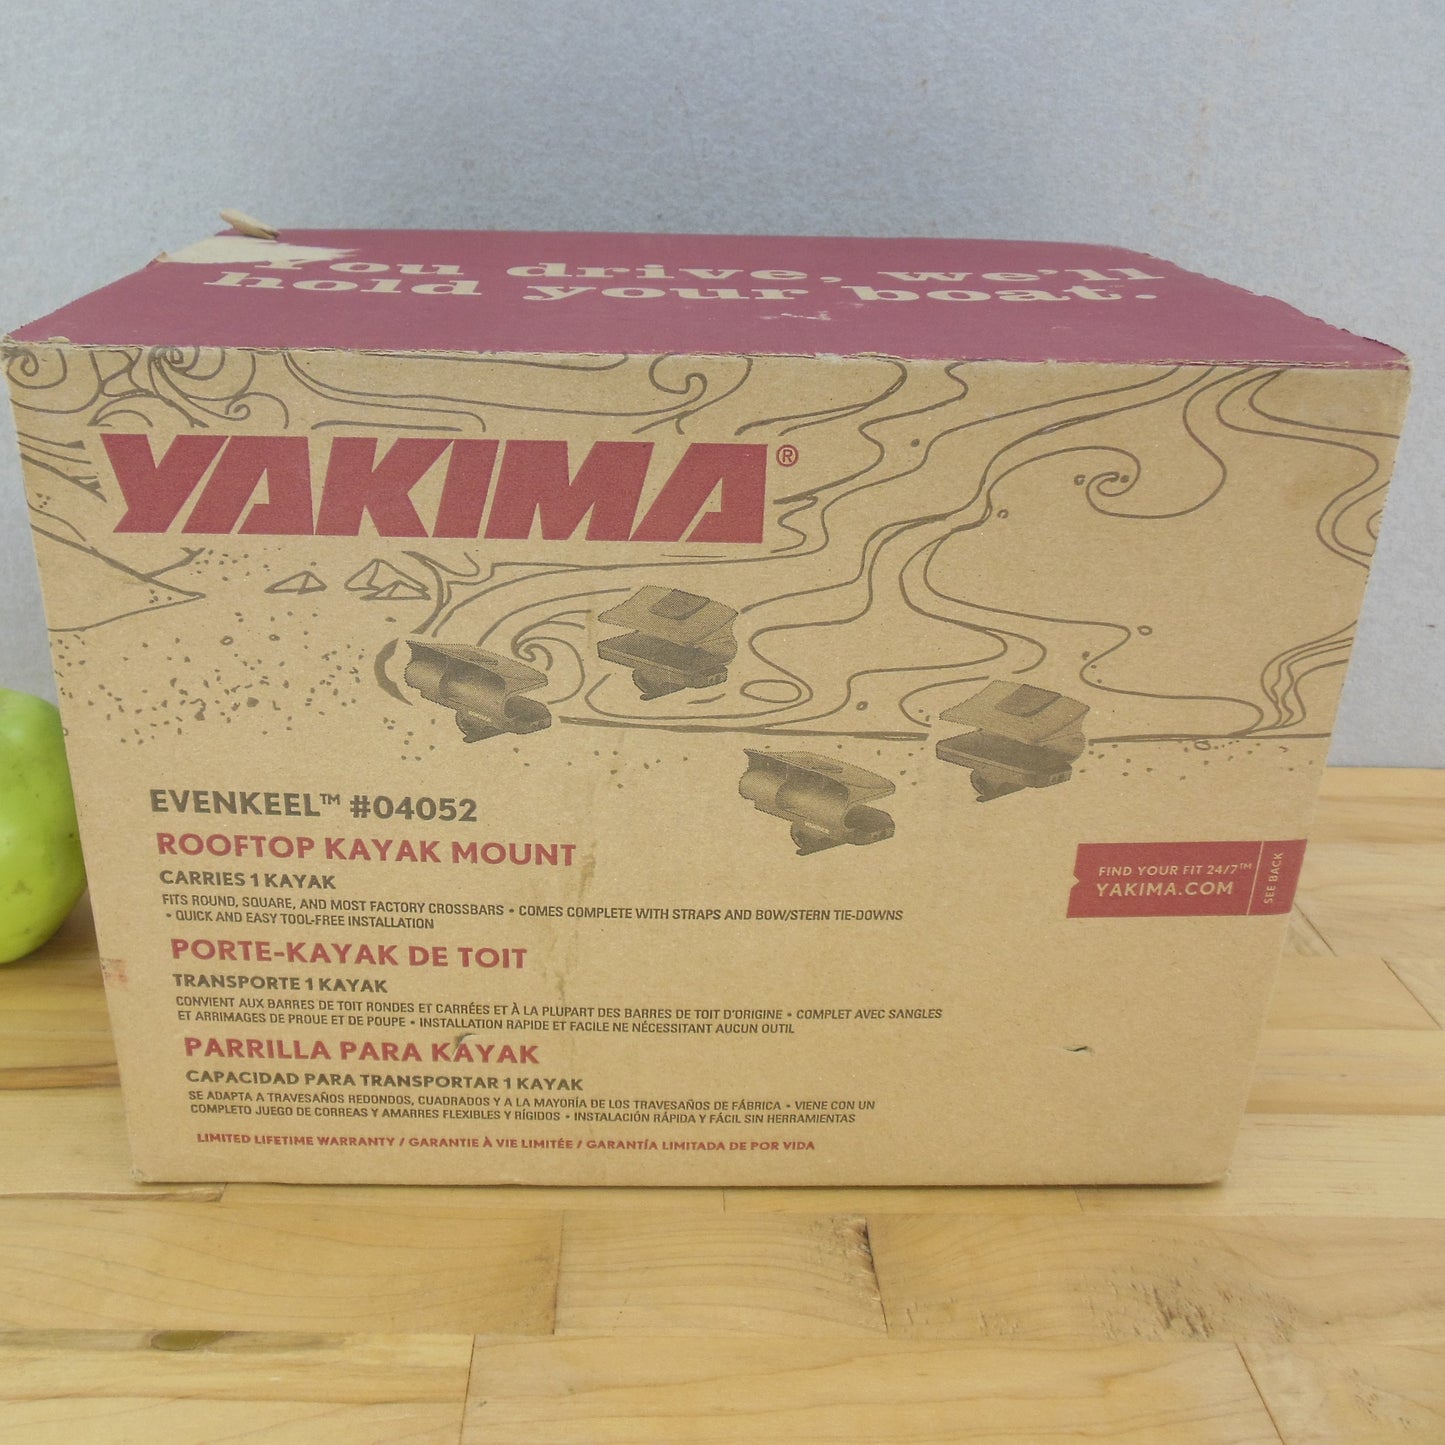 You drive, we'll
hold your boat.
YAKIMA®
EVENKEEL™ #04052
ROOFTOP KAYAK MOUNT
CARRIES 1 KAYAK
FITS ROUND, SQUARE, AND MOST FACTORY CROSSBARS • COMES COMPLETE WITH STRAPS AND BOW/STERN TIE-DOWNS
• QUICK AND EASY TOOL-FREE INSTALLATION
PORTE-KAYAK DE TOIT
TRANSPORTE 1 KAYAK
CONVIENT AUX BARRES DE TOIT RONDES ET CARRÉES ET À LA PLUPART DES BARRES DE TOIT D'ORIGINE • COMPLET AVEC SANGLES
ET ARRIMAGES DE PROUE ET DE POUPE • INSTALLATION RAPIDE ET FACILE NE NÉCESSITANT AUCUN OUTIL
PARRILLA PARA KAYAK
CAPACIDAD PARA TRANSPORTAR 1 KAYAK
SE ADAPTA A TRAVESAÑOS REDONDOS, CUADRADOS Y A LA MAYORÍA DE LOS TRAVESAÑOS DE FÁBRICA • VIENE CON UN
COMPLETO JUEGO DE CORREAS Y AMARRES FLEXIBLES Y RÍGIDOS • INSTALACIÓN RÁPIDA Y FÁCIL SIN HERRAMIENTAS
LIMITED LIFETIME WARRANTY / GARANTIE À VIE LIMITÉE / GARANTÍA LIMITADA DE POR VIDA
FIND YOUR FIT 24/7™
YAKIMA.COM
SEE BACK